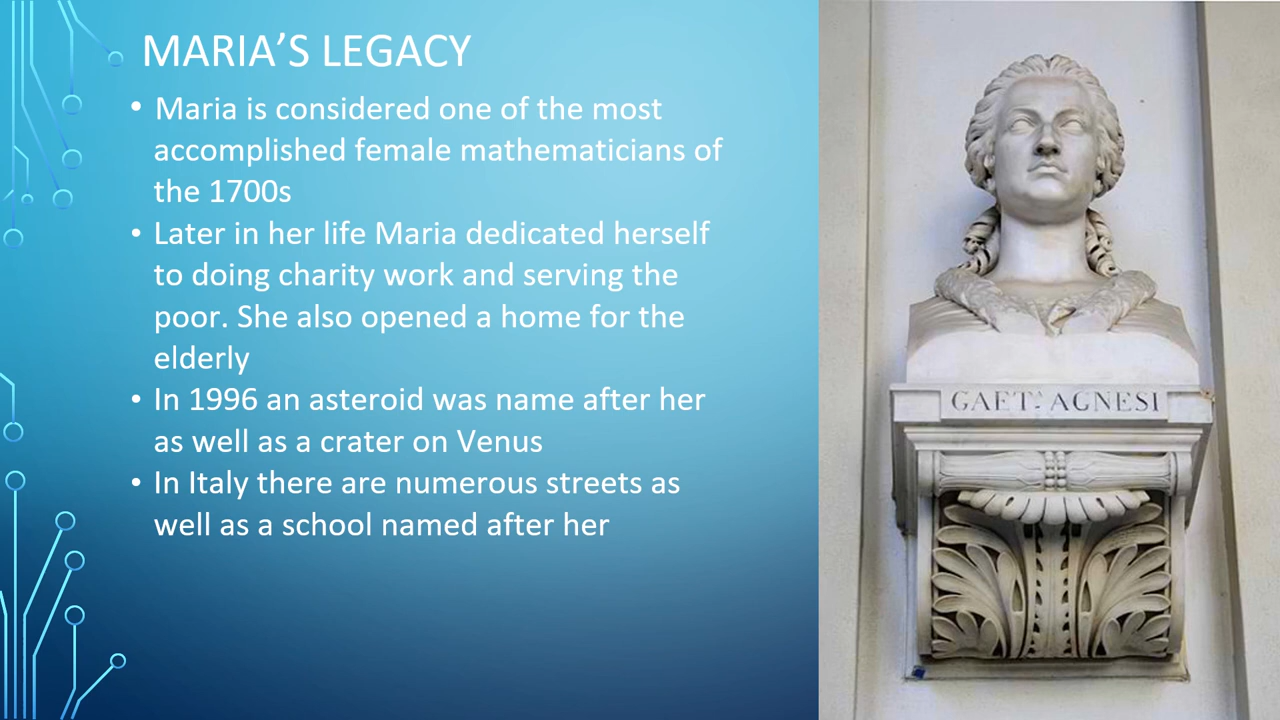 MARIA’S LEGACY
• Maria is considered one of the most
accomplished female mathematicians of
the 1700s
• Later in her life Maria dedicated herself
to doing charity work and serving the
poor. She also opened a home for the
elderly
• In 1996 an asteroid was name after her
as well as a crater on Venus
• In Italy there are numerous streets as
well as a school named after her
GAETᴬ AGNESI